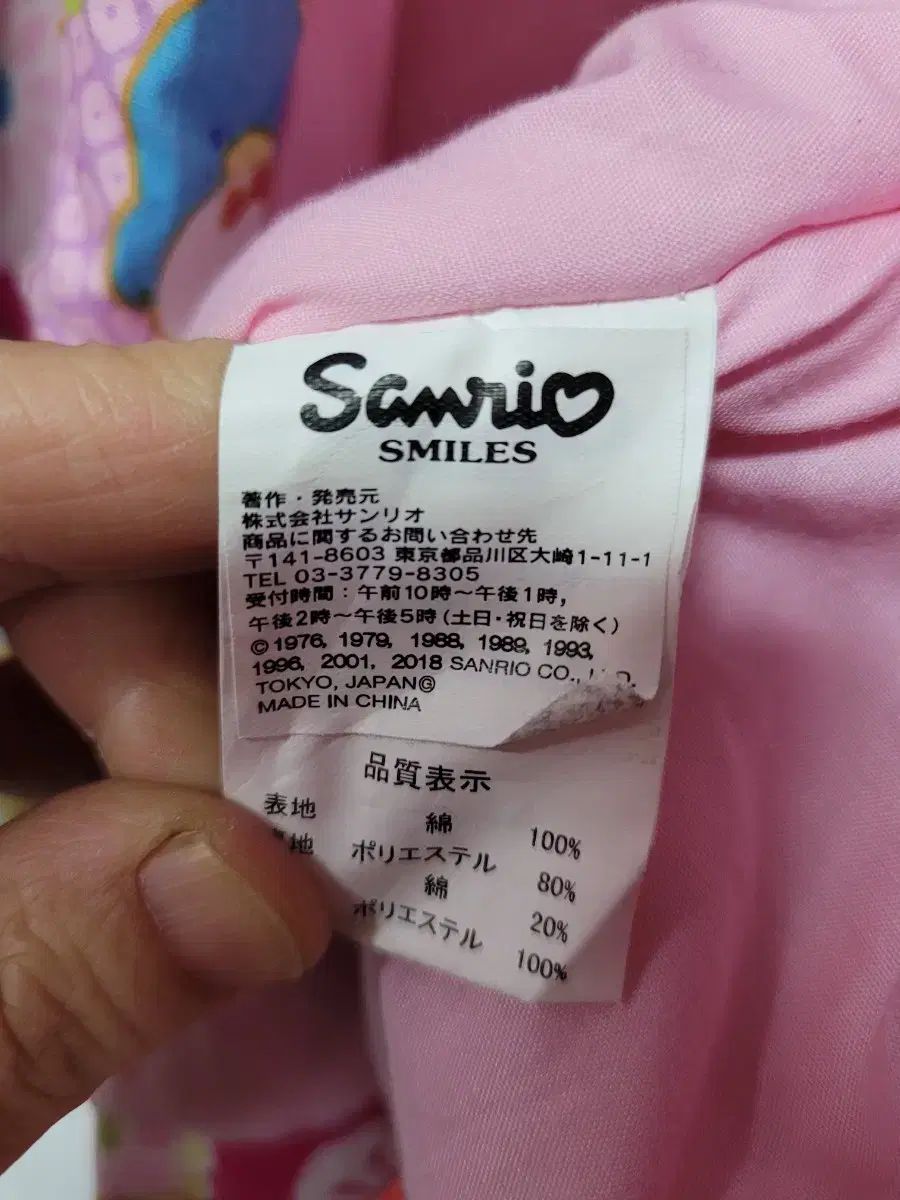 Sanrio
SMILES
著作・発売元
株式会社サンリオ
商品に関するお問い合わせ先
〒141-8603 東京都品川区大崎1-11-1
TEL 03-3779-8305
受付時間：午前10時～午後1時,
午後2時～午後5時(土日・祝日を除く)
©1976, 1979, 1988, 1989, 1993,
1996, 2001, 2018 SANRIO CO.,
TOKYO, JAPAN Ⓖ
MADE IN CHINA
品質表示
表地 綿 100%
地 ポリエステル 80%
綿 20%
ポリエステル 100%